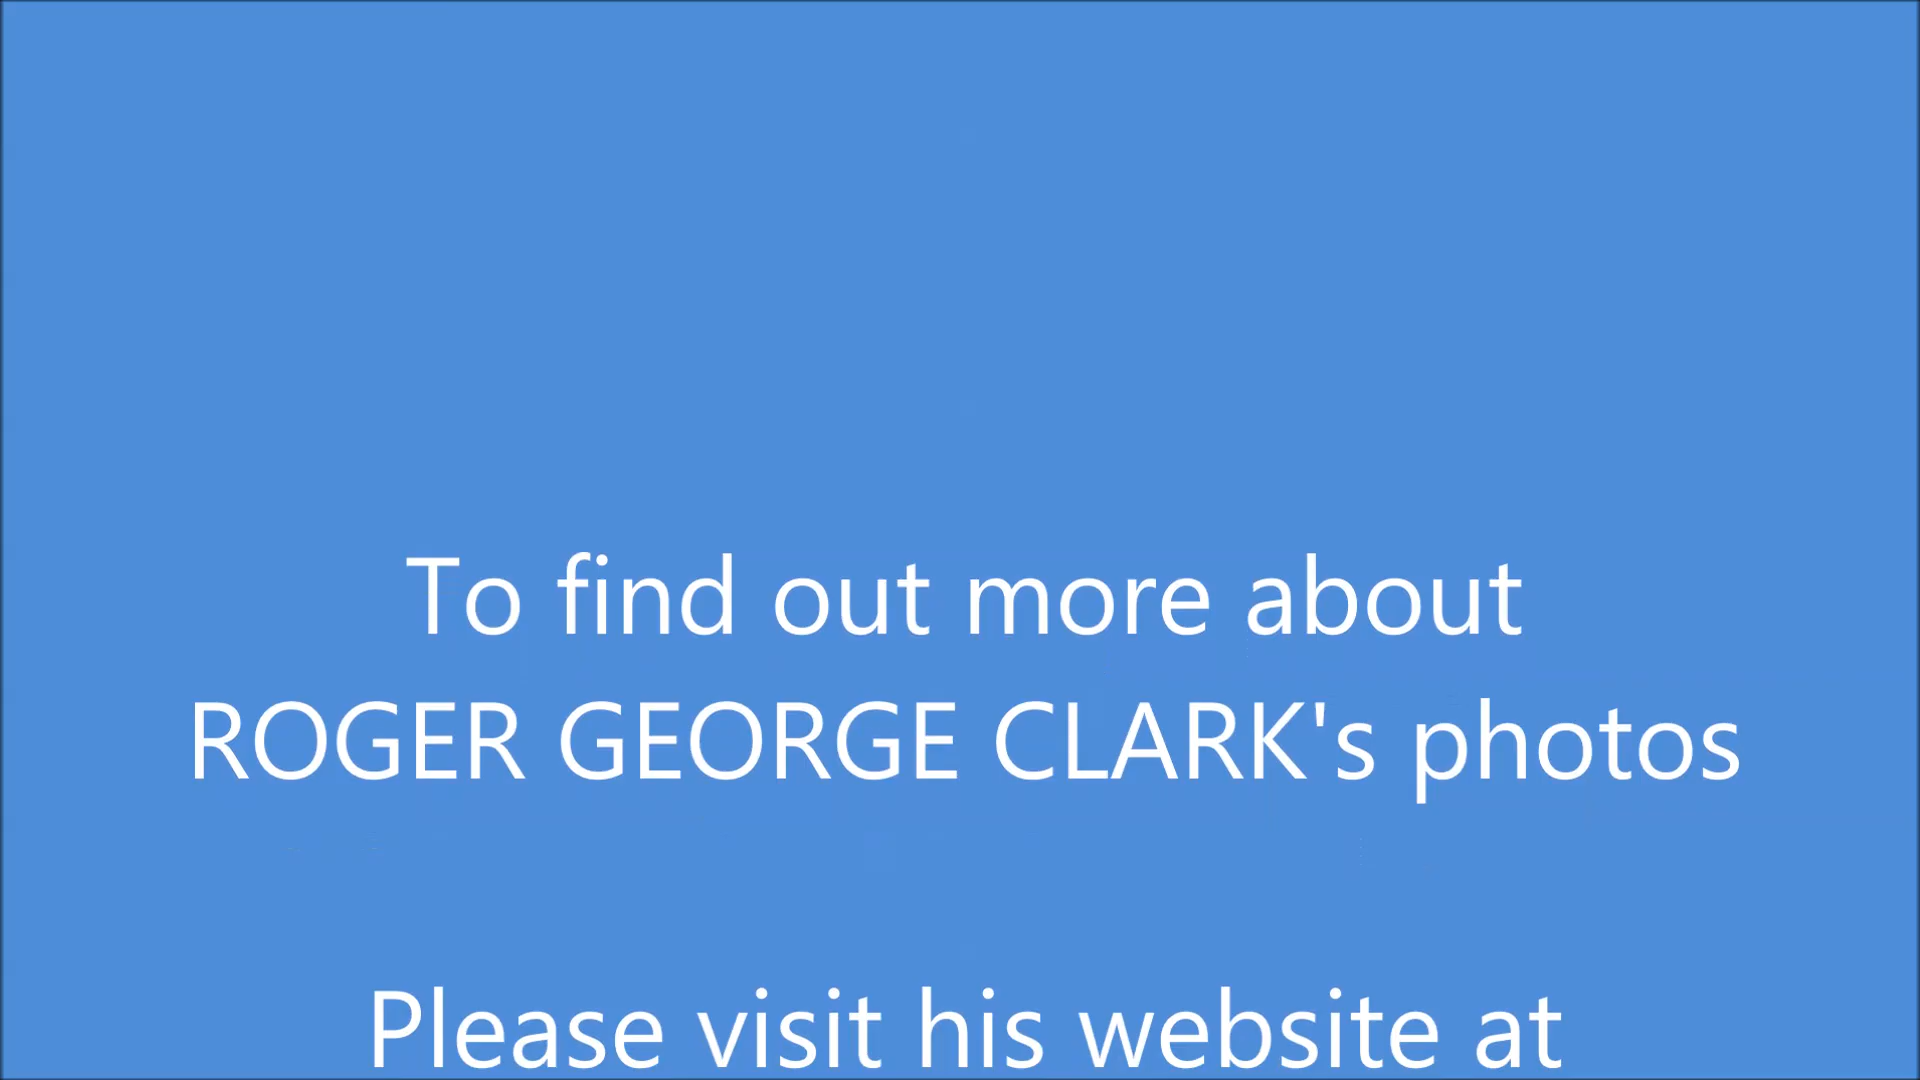 To find out more about
ROGER GEORGE CLARK's photos
Please visit his website at